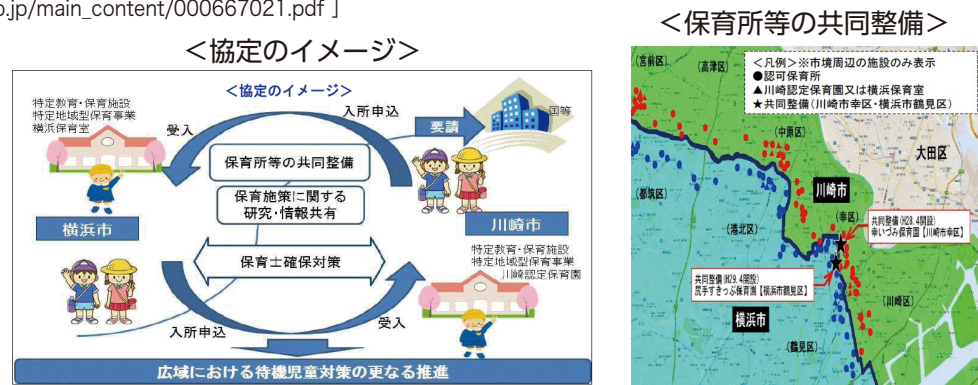 o.jp/main_content/000667021.pdf 」
＜協定のイメージ＞
＜協定のイメージ＞
特定教育・保育施設
特定地域型保育事業
横浜保育室
受入
入所申込
要請
国等
保育所等の共同整備
保育施策に関する
研究・情報共有
保育士確保対策
横浜市
川崎市
特定教育・保育施設
特定地域型保育事業
川崎認定保育園
入所申込
受入
広域における待機児童対策の更なる推進
＜保育所等の共同整備＞
＜凡例＞※市境周辺の施設のみ表示
●認可保育所
▲川崎認定保育園又は横浜保育室
★共同整備(川崎市幸区・横浜市鶴見区)
(宮前区)
(高津区)
(中原区)
大田区
(都筑区)
川崎市
(港北区)
(幸区)
共同整備(H29.4開設)
幸いづみ保育園【川崎市幸区】
共同整備(H29.4開設)
尻手すきっぷ保育園【横浜市鶴見区】
(川崎区)
横浜市
(鶴見区)